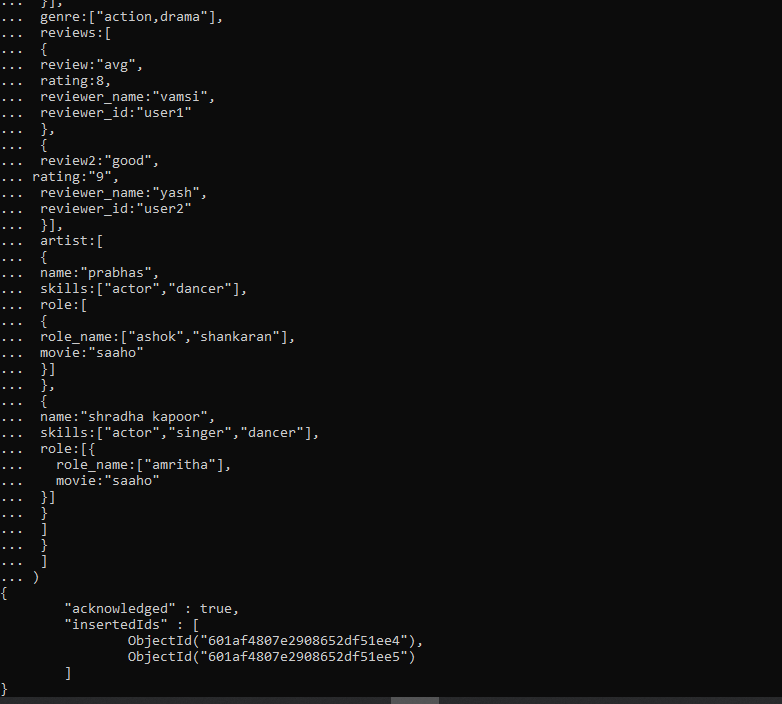 ...  }],
...  genre:["action,drama"],
...  reviews:[
...  {
...  review:"avg",
...  rating:8,
...  reviewer_name:"vamsi",
...  reviewer_id:"user1"
...  },
...  {
...  review2:"good",
... rating:"9",
...  reviewer_name:"yash",
...  reviewer_id:"user2"
...  }],
...  artist:[
...  {
...  name:"prabhas",
...  skills:["actor","dancer"],
...  role:[
...  {
...  role_name:["ashok","shankaran"],
...  movie:"saaho"
...  }]
...  },
...  {
...  name:"shradha kapoor",
...  skills:["actor","singer","dancer"],
...  role:[{
...    role_name:["amritha"],
...    movie:"saaho"
...  }]
...  }
...  ]
...  }
...  ]
... )
{
        "acknowledged" : true,
        "insertedIds" : [
                ObjectId("601af4807e2908652df51ee4"),
                ObjectId("601af4807e2908652df51ee5")
        ]
}